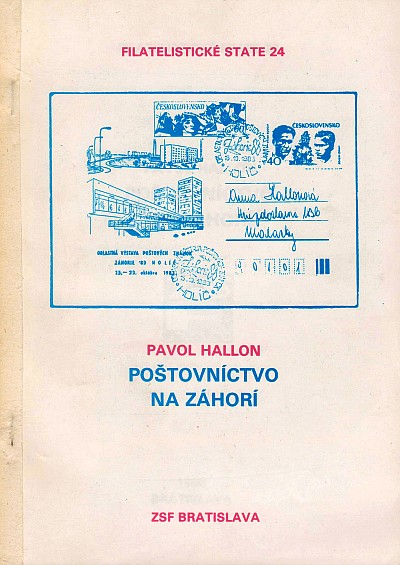 FILATELISTICKÉ STATE 24
ČESKOSLOVENSKO
ČESKOSLOVENSKO
HOLÍČ
40
Anna Hallonová
Malacky
OBLASTNÁ VÝSTAVA POŠTOVÝCH ZNÁMOK
ZÁHORIE '83 HOLÍČ
HOLÍČ
PAVOL HALLON
POŠTOVNÍCTVO
NA ZÁHORÍ
ZSF BRATISLAVA